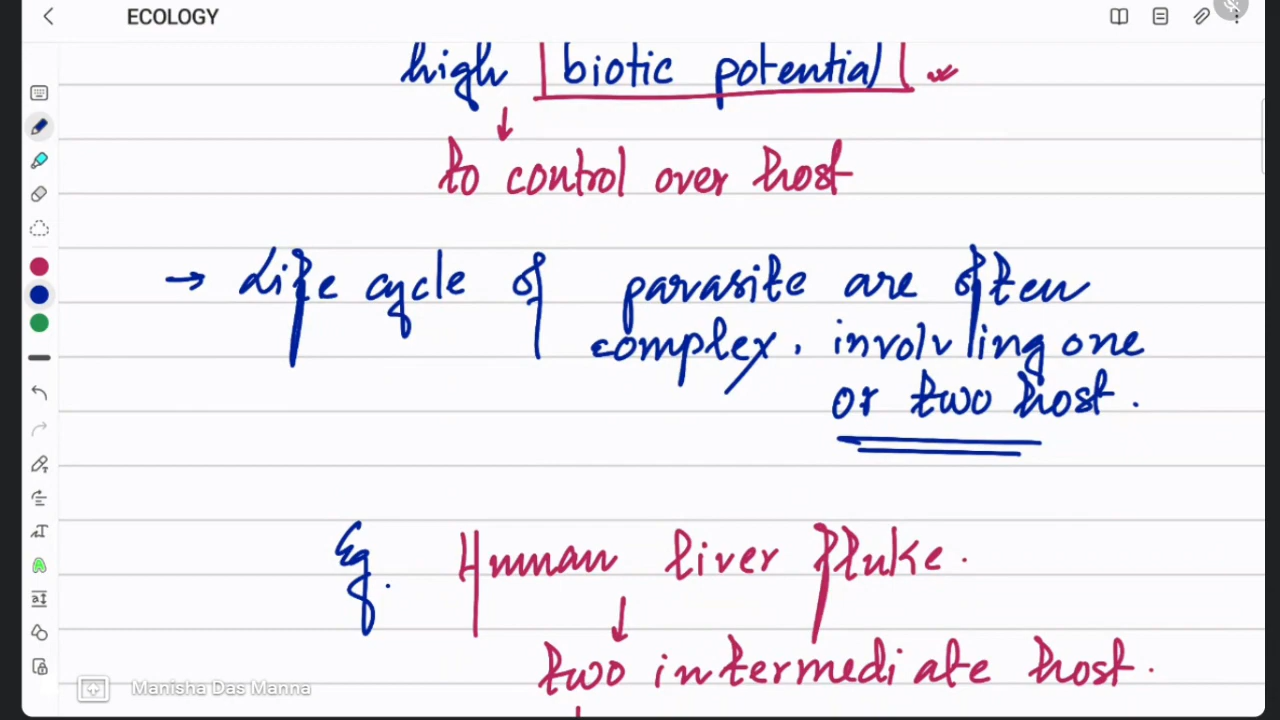 ECOLOGY
high biotic potential
to control over host
→ Life cycle of parasite are often
complex, involving one
or two host.
Eg. Human liver fluke.
two intermediate host.
Manisha Das Manna